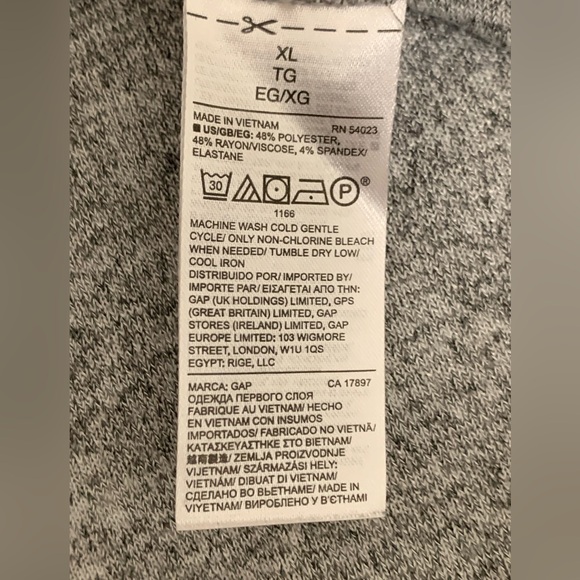 XL
TG
EG/XG
MADE IN VIETNAM RN 54023
US/GB/EG: 48% POLYESTER,
48% RAYON/VISCOSE, 4% SPANDEX/
ELASTANE
30 P®
1166
MACHINE WASH COLD GENTLE
CYCLE/ ONLY NON-CHLORINE BLEACH
WHEN NEEDED/ TUMBLE DRY LOW/
COOL IRON
DISTRIBUIDO POR/ IMPORTED BY/
IMPORTE PAR/ ΕΙΣΑΓΕΤΑΙ ΑΠΟ ΤΗΝ:
GAP (UK HOLDINGS) LIMITED, GPS
(GREAT BRITAIN) LIMITED, GAP
STORES (IRELAND) LIMITED, GAP
EUROPE LIMITED: 103 WIGMORE
STREET, LONDON, W1U 1QS
EGYPT: RIGE, LLC
MARCA: GAP CA 17897
ОДЕЖДА ПЕРВОГО СЛОЯ
FABRIQUE AU VIETNAM/ HECHO
EN VIETNAM CON INSUMOS
IMPORTADOS/ FABRICADO NO VIETNÃ/
ΚΑΤΑΣΚΕΥΑΣΤΗΚΕ ΣΤΟ ΒΙΕΤΝΑΜ/
越南製造/ ZEMLJA PROIZVODNJE
VIJETNAM/ SZÁRMAZÁSI HELY:
VIETNÁM/ DIBUAT DI VIETNAM/
СДЕЛАНО ВО ВЬЕТНАМЕ/ MADE IN
VIYETNAM/ ВИРОБЛЕНО У В'ЄТНАМІ